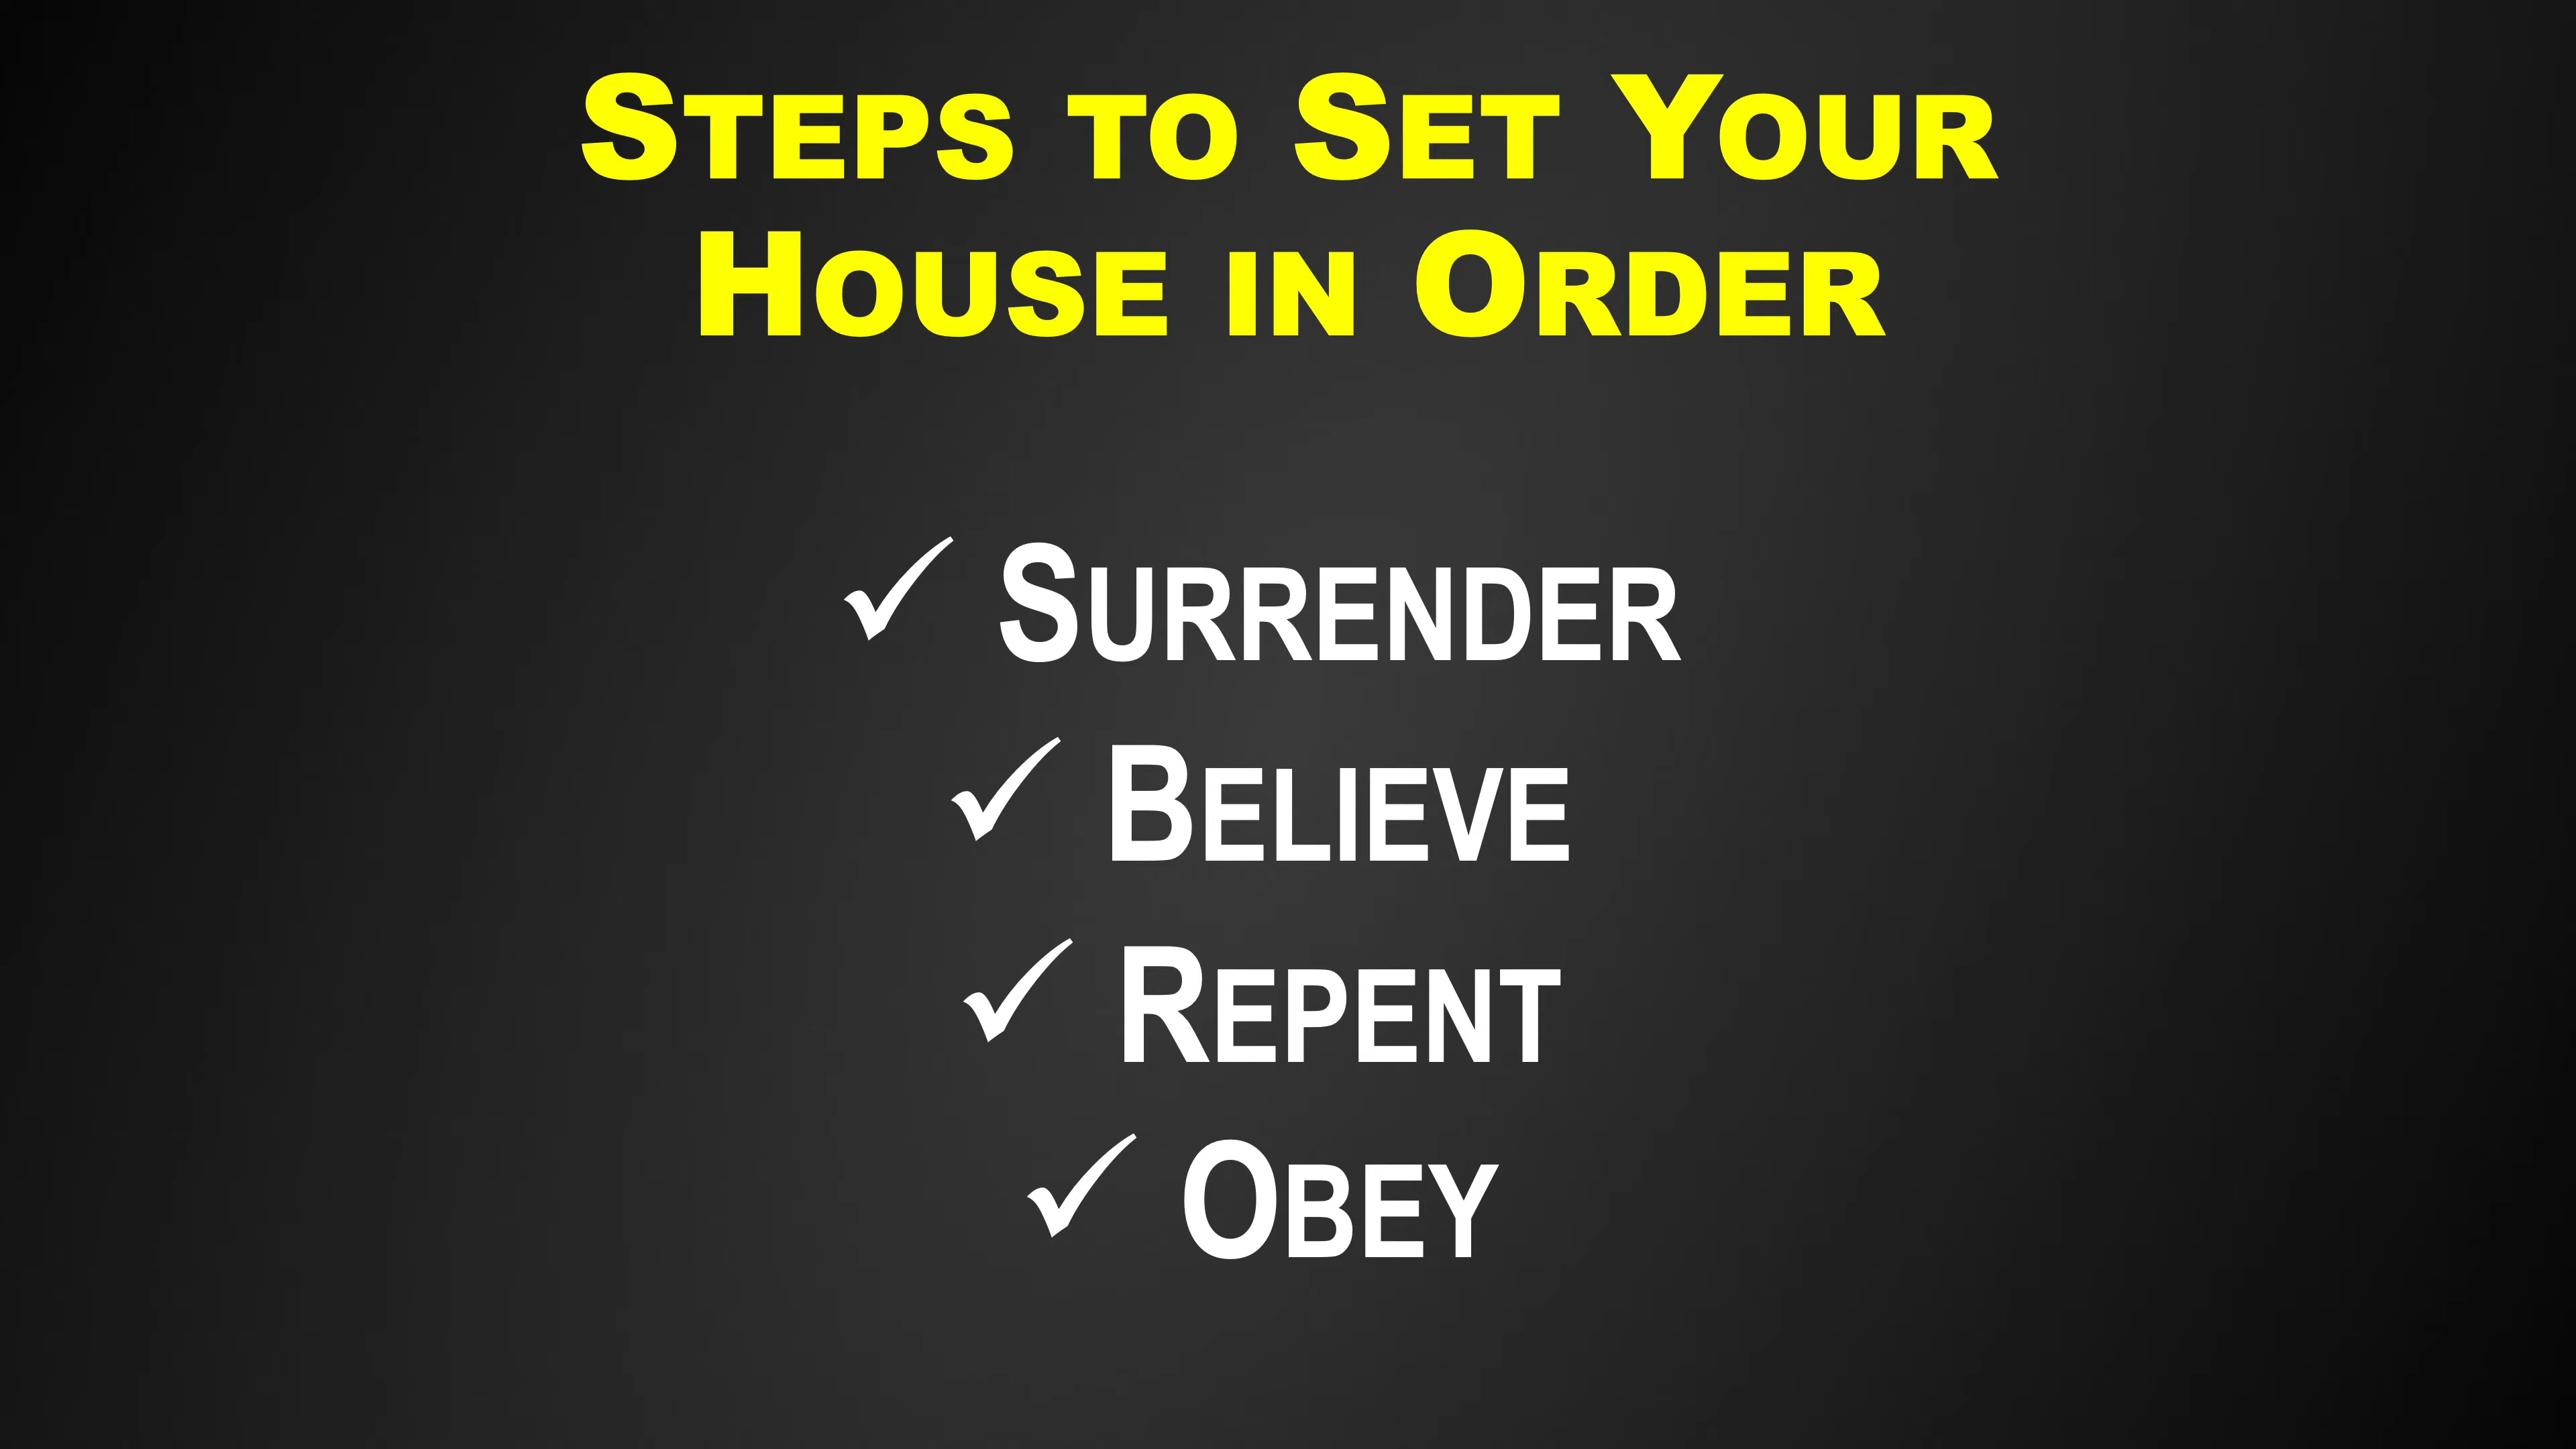 Steps to Set Your
House in Order
✓ Surrender
✓ Believe
✓ Repent
✓ Obey